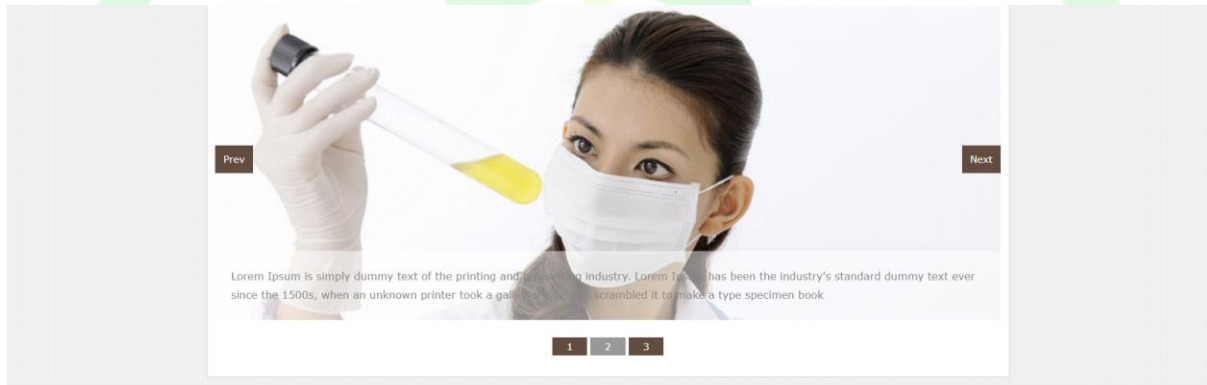 Prev
Next
Lorem Ipsum is simply dummy text of the printing and industry. Lorem has been the industry's standard dummy text ever
since the 1500s, when an unknown printer took a scrambled it to make a type specimen book
1 2 3